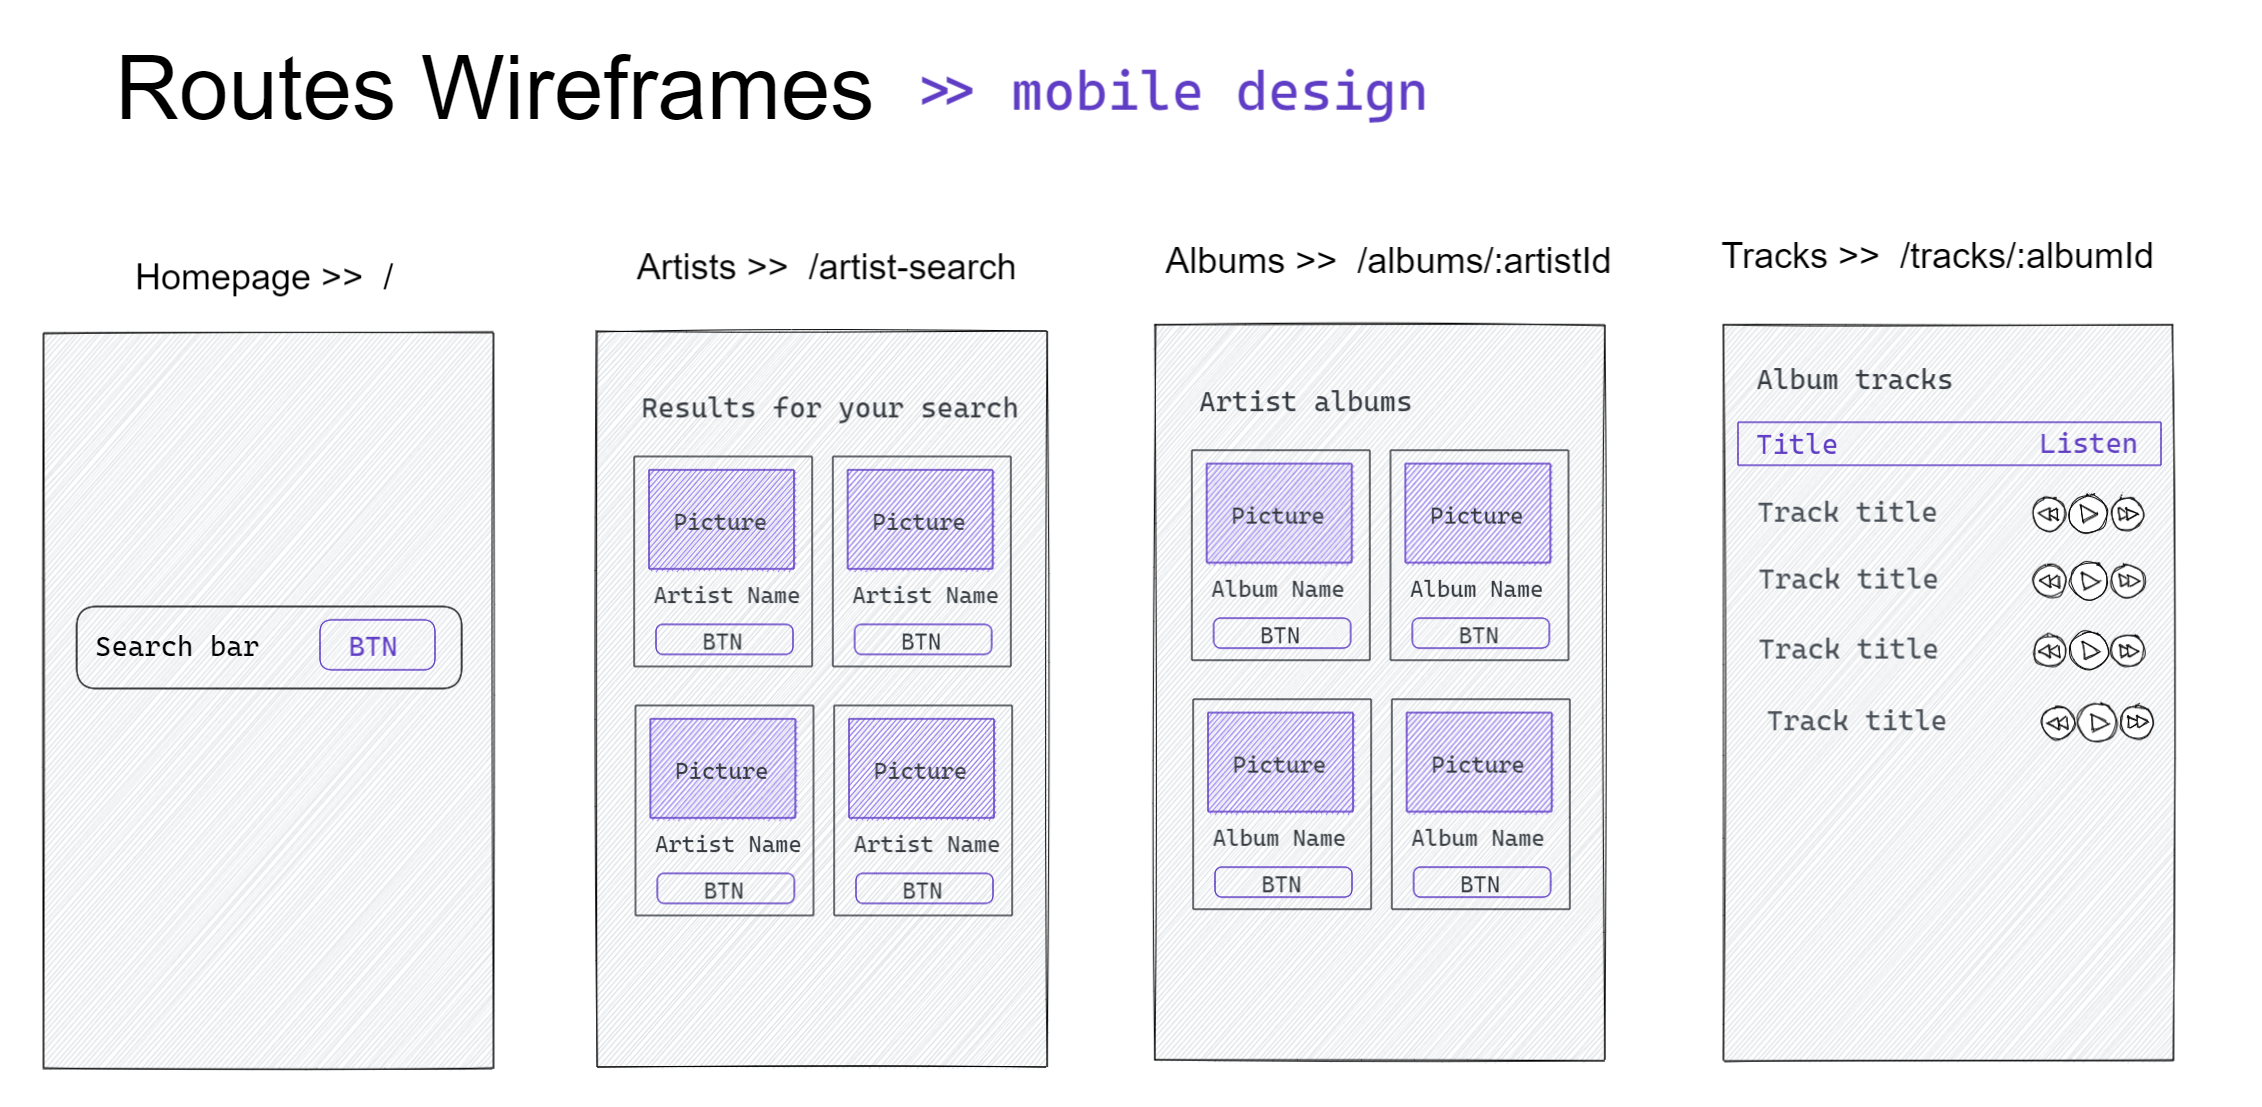 Routes Wireframes >> mobile design
Homepage >> /
Search bar BTN
Artists >> /artist-search
Results for your search
Picture Picture
Artist Name Artist Name
BTN BTN
Picture Picture
Artist Name Artist Name
BTN BTN
Albums >> /albums/:artistId
Artist albums
Picture Picture
Album Name Album Name
BTN BTN
Picture Picture
Album Name Album Name
BTN BTN
Tracks >> /tracks/:albumId
Album tracks
Title Listen
Track title
Track title
Track title
Track title